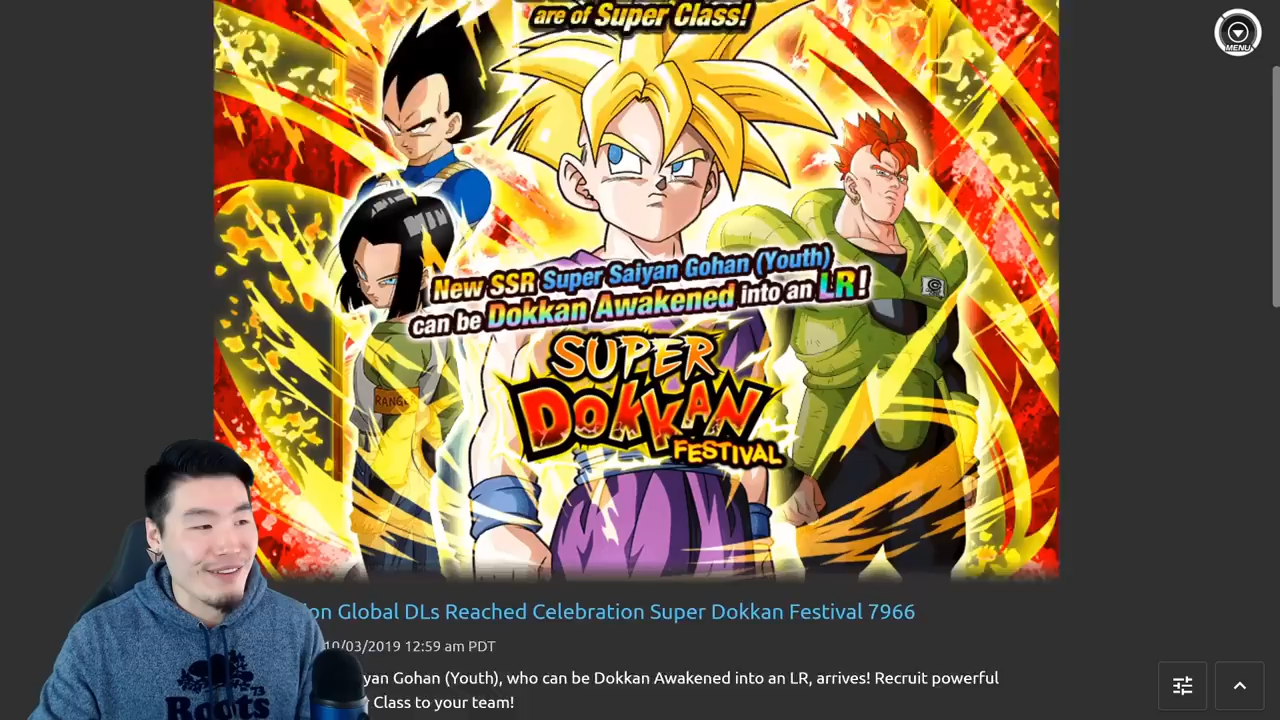 are of Super Class!
MENU
New SSR Super Saiyan Gohan (Youth)
can be Dokkan Awakened into an LR!
RANGER
SUPER
DOKKAN
FESTIVAL
on Global DLs Reached Celebration Super Dokkan Festival 7966
10/03/2019 12:59 am PDT
yan Gohan (Youth), who can be Dokkan Awakened into an LR, arrives! Recruit powerful
Class to your team!
Roots